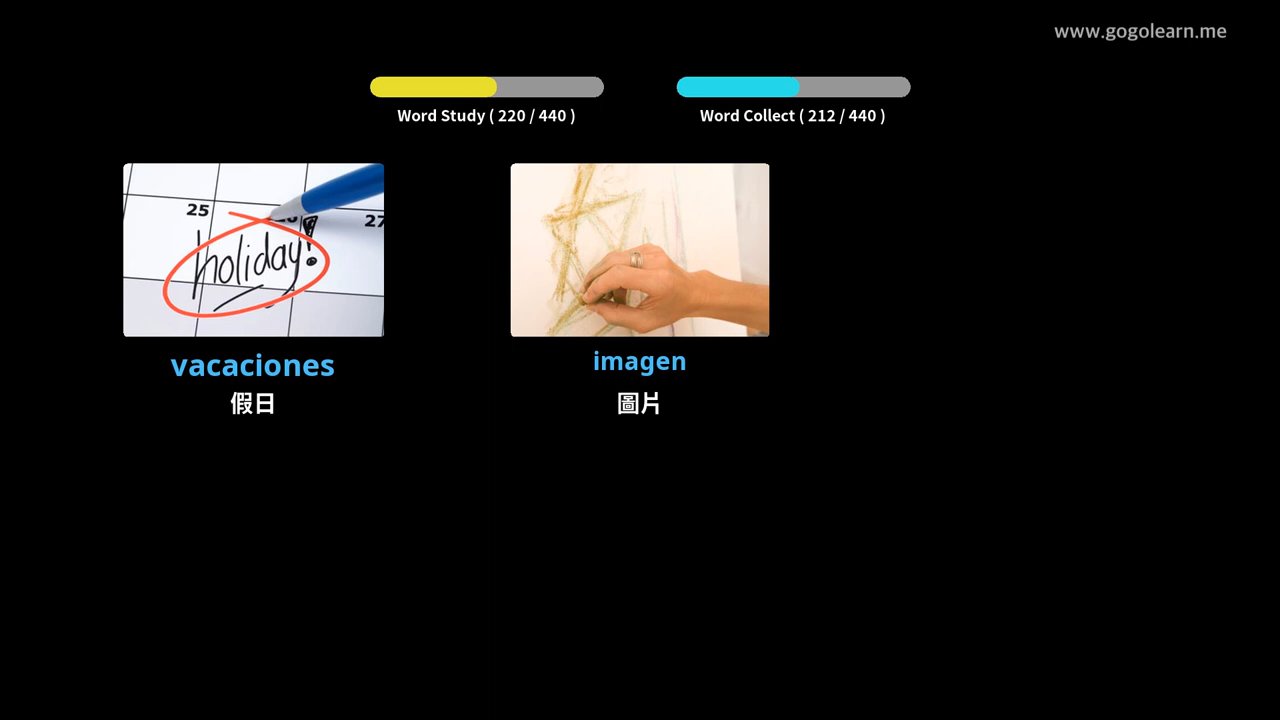 www.gogolearn.me
Word Study ( 220 / 440 )
Word Collect ( 212 / 440 )
25
27
holiday!
vacaciones
imagen
假日
圖片